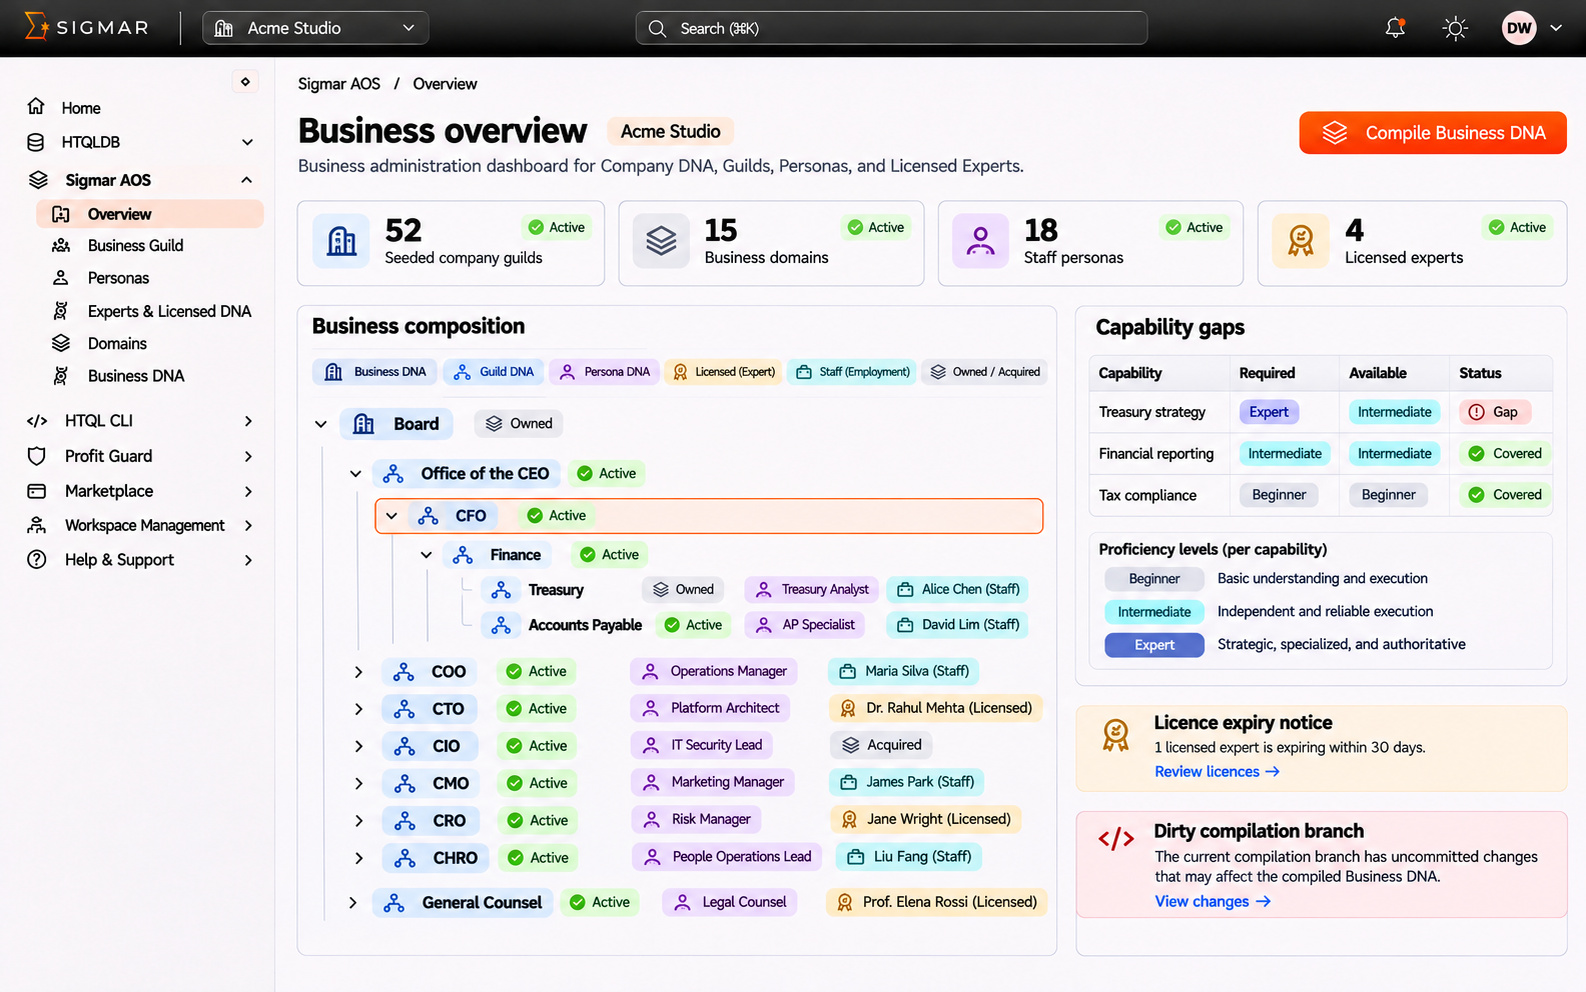 SIGMAR
Acme Studio
Search (⌘K)
DW
Home
HTQLDB
Sigmar AOS
Overview
Business Guild
Personas
Experts & Licensed DNA
Domains
Business DNA
HTQL CLI
Profit Guard
Marketplace
Workspace Management
Help & Support
Sigmar AOS / Overview
Business overview Acme Studio
Business administration dashboard for Company DNA, Guilds, Personas, and Licensed Experts.
Compile Business DNA
52 Active
Seeded company guilds
15 Active
Business domains
18 Active
Staff personas
4 Active
Licensed experts
Business composition
Business DNA Guild DNA Persona DNA Licensed (Expert) Staff (Employment) Owned / Acquired
Board Owned
Office of the CEO Active
CFO Active
Finance Active
Treasury Owned Treasury Analyst Alice Chen (Staff)
Accounts Payable Active AP Specialist David Lim (Staff)
COO Active Operations Manager Maria Silva (Staff)
CTO Active Platform Architect Dr. Rahul Mehta (Licensed)
CIO Active IT Security Lead Acquired
CMO Active Marketing Manager James Park (Staff)
CRO Active Risk Manager Jane Wright (Licensed)
CHRO Active People Operations Lead Liu Fang (Staff)
General Counsel Active Legal Counsel Prof. Elena Rossi (Licensed)
Capability gaps
Capability Required Available Status
Treasury strategy Expert Intermediate Gap
Financial reporting Intermediate Intermediate Covered
Tax compliance Beginner Beginner Covered
Proficiency levels (per capability)
Beginner Basic understanding and execution
Intermediate Independent and reliable execution
Expert Strategic, specialized, and authoritative
Licence expiry notice
1 licensed expert is expiring within 30 days.
Review licences →
Dirty compilation branch
The current compilation branch has uncommitted changes
that may affect the compiled Business DNA.
View changes →